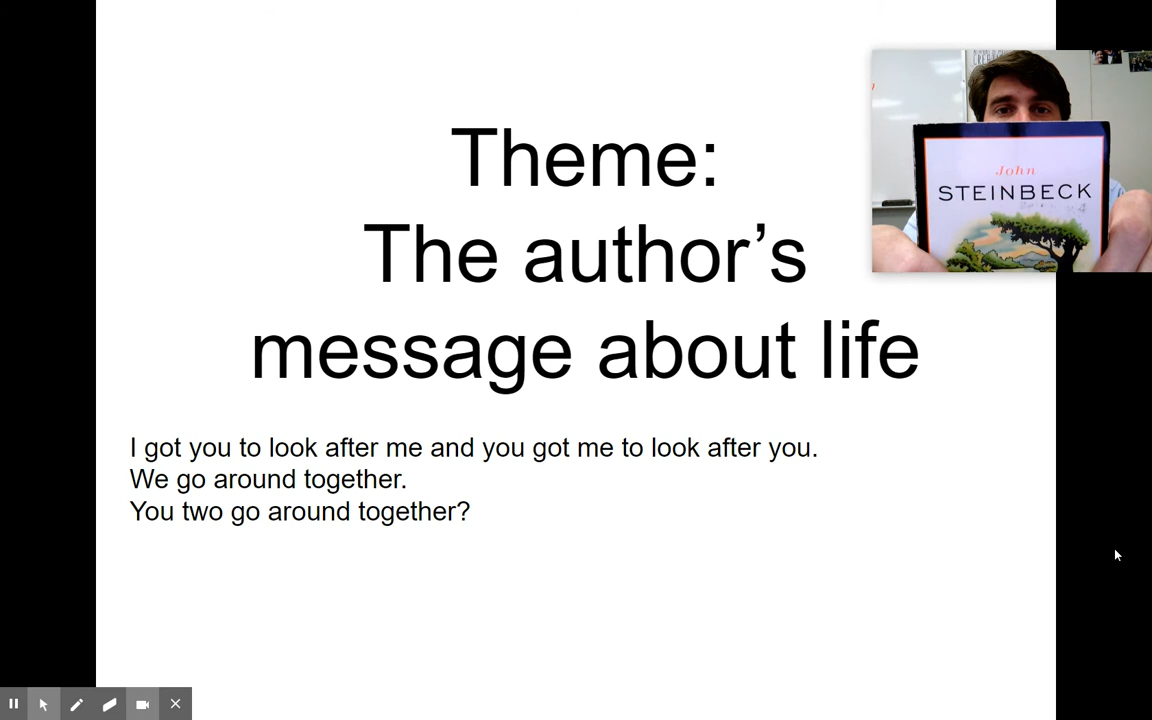 Theme:
The author's
message about life
I got you to look after me and you got me to look after you.
We go around together.
You two go around together?
John
STEINBECK